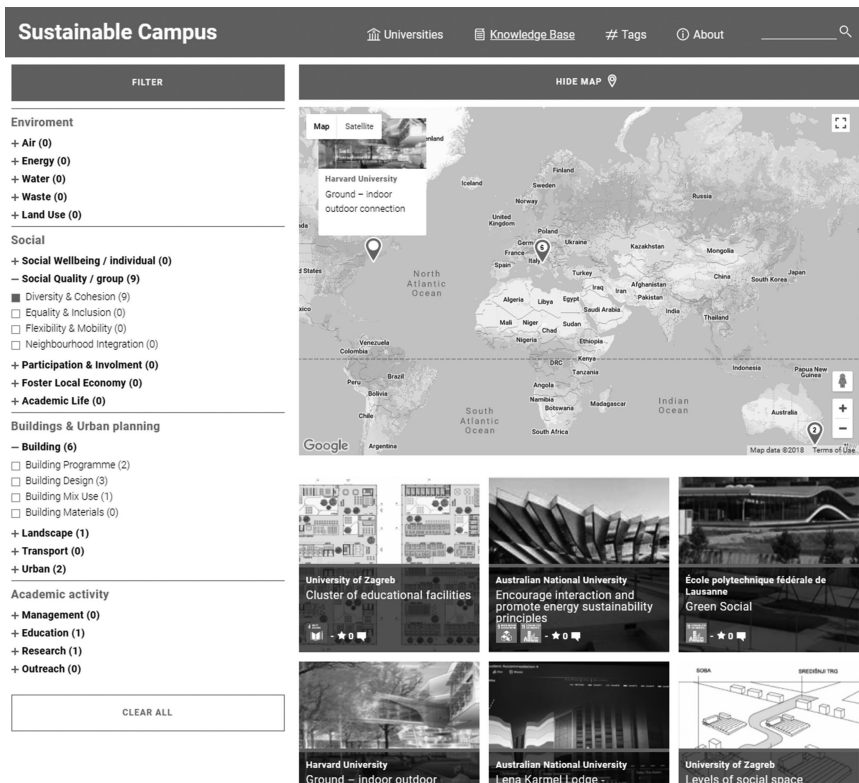 Sustainable Campus
Universities
Knowledge Base
# Tags
About
FILTER
HIDE MAP
Enviroment
+ Air (0)
+ Energy (0)
+ Water (0)
+ Waste (0)
+ Land Use (0)
Social
+ Social Wellbeing / individual (0)
– Social Quality / group (9)
Diversity & Cohesion (9)
Equality & Inclusion (0)
Flexibility & Mobility (0)
Neighbourhood Integration (0)
+ Participation & Involment (0)
+ Foster Local Economy (0)
+ Academic Life (0)
Buildings & Urban planning
– Building (6)
Building Programme (2)
Building Design (3)
Building Mix Use (1)
Building Materials (0)
+ Landscape (1)
+ Transport (0)
+ Urban (2)
Academic activity
+ Management (0)
+ Education (1)
+ Research (1)
+ Outreach (0)
CLEAR ALL
Map Satellite
Harvard University
Ground – indoor
outdoor connection
Iceland
Finland
Sweden
Norway
Russia
United
Kingdom
Poland
Ukraine
France
Spain
Italy
6
Kazakhstan
Mongolia
Turkey
China
South Korea
Japan
North
Atlantic
Ocean
Iraq
Iran
Afghanistan
Pakistan
Algeria
Libya
Egypt
Saudi Arabia
India
Thailand
Mali
Niger
Chad
Sudan
Nigeria
Ethiopia
Venezuela
Colombia
DRC
Kenya
Tanzania
Indonesia
Papua New
Guinea
Peru
Brazil
Bolivia
Angola
Namibia
Botswana
Madagascar
Indian
Ocean
Australia
Chile
South
Atlantic
Ocean
South Africa
Argentina
2
+
–
Google
Map data ©2018 Terms of Use
University of Zagreb
Cluster of educational facilities
- ★ 0
Australian National University
Encourage interaction and
promote energy sustainability
principles
- ★ 0
École polytechnique fédérale de
Lausanne
Green Social
- ★ 0
Harvard University
Ground – indoor outdoor
Australian National University
Lena Karmel Lodge -
SOBA
SREDIŠNJI TRG
University of Zagreb
Levels of social space